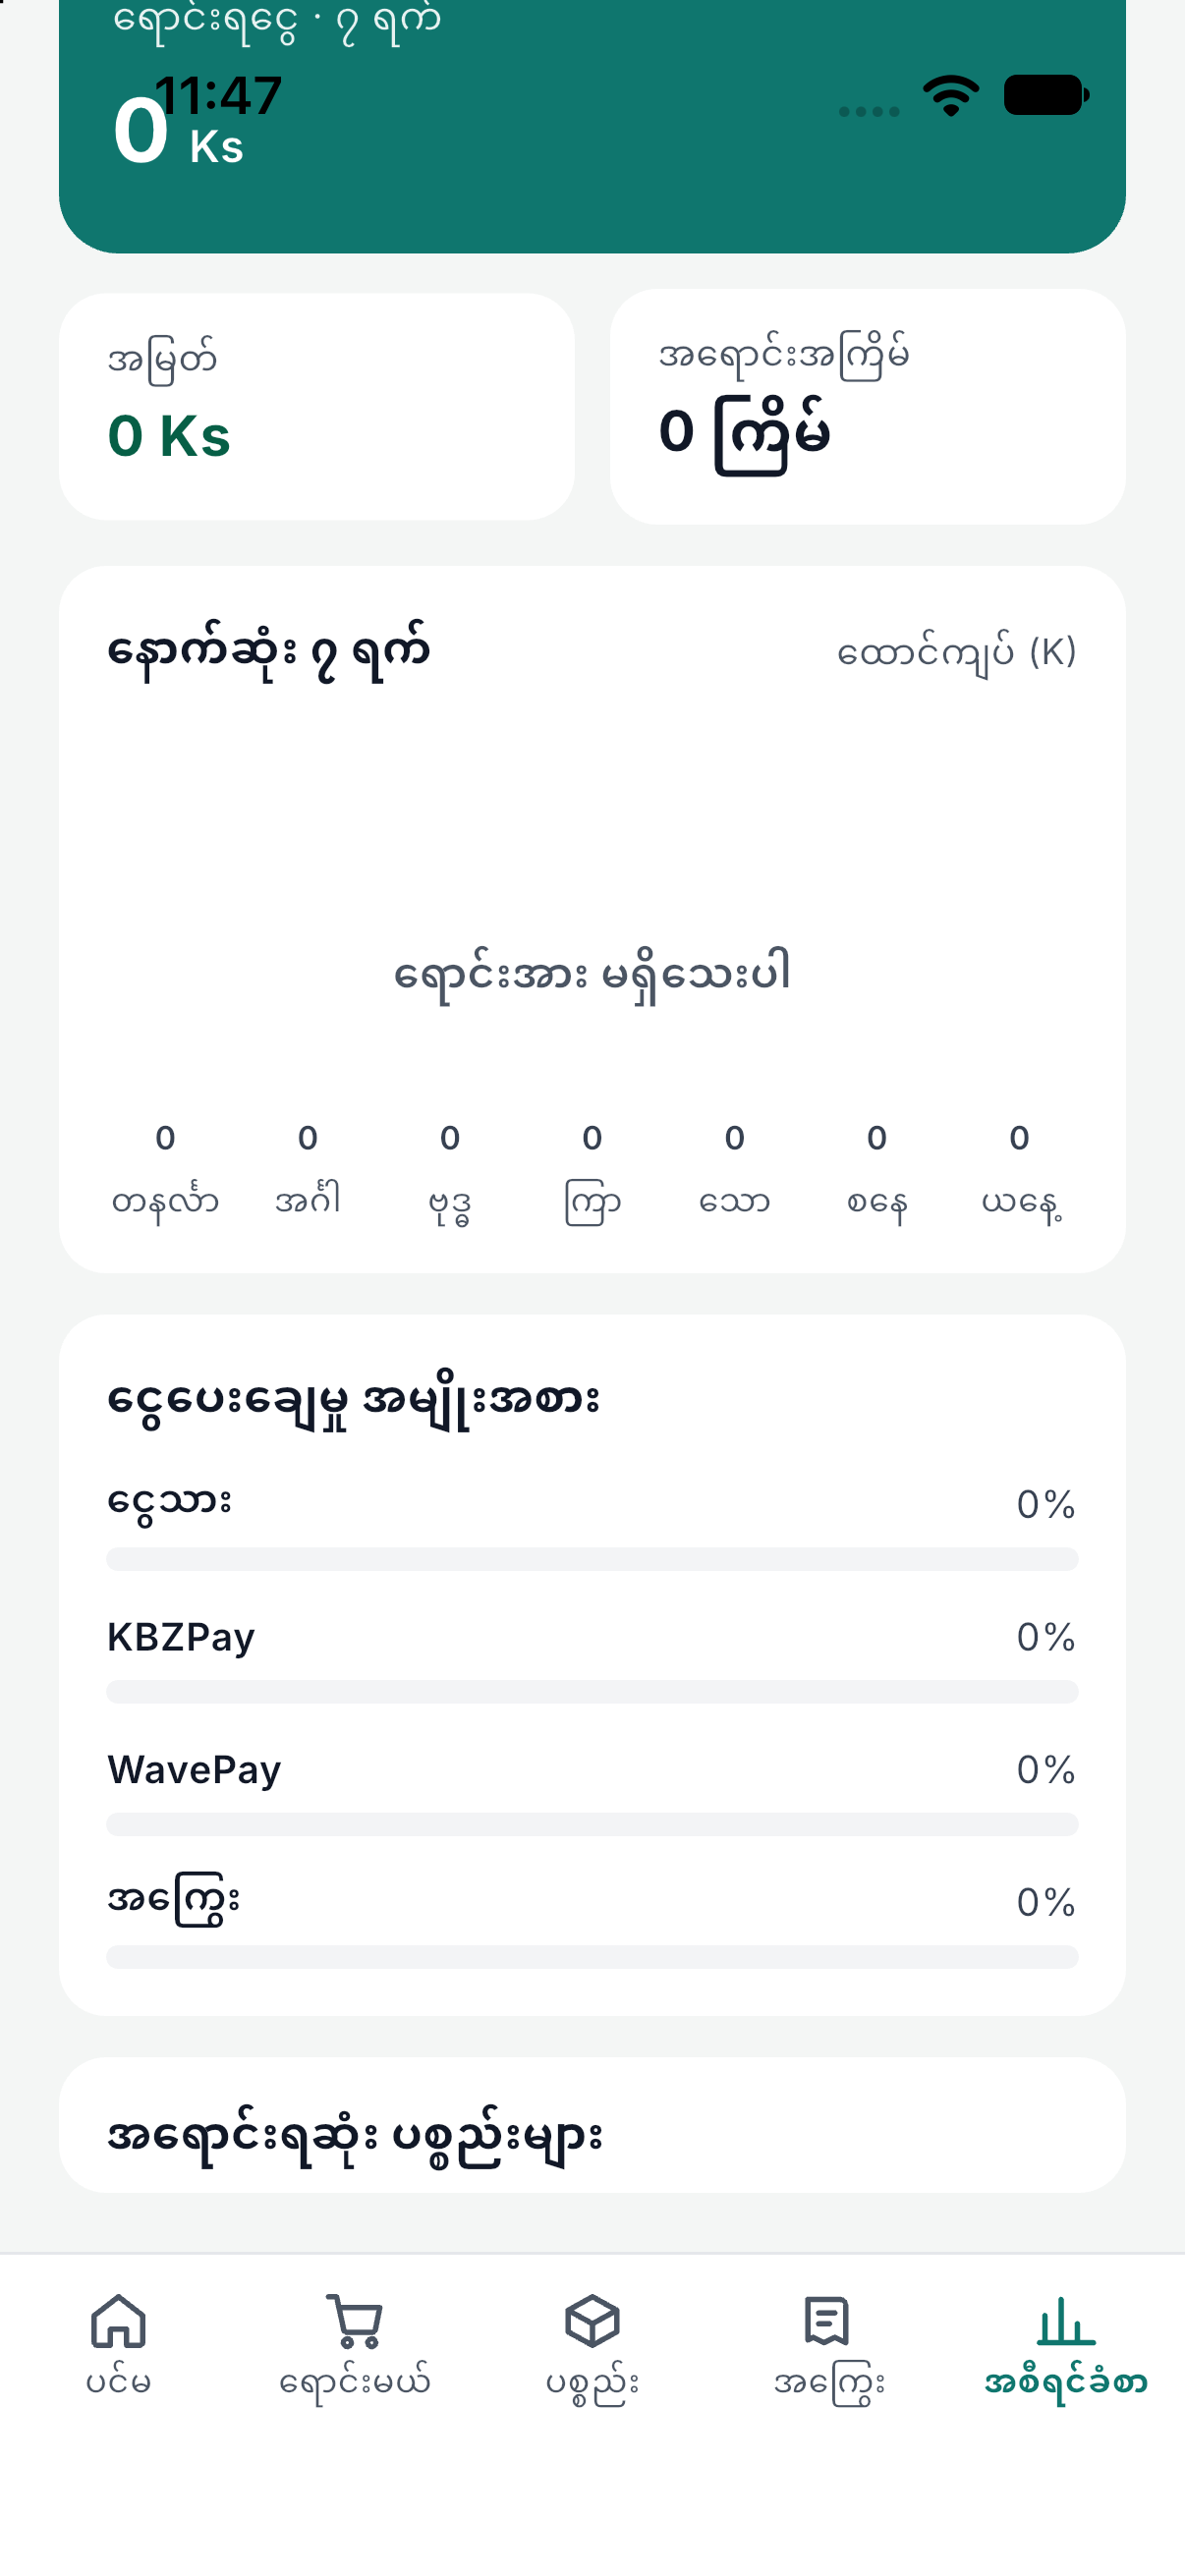 ရောင်းရငွေ · ၇ ရက်
11:47
0 Ks
အမြတ်
0 Ks
အရောင်းအကြိမ်
0 ကြိမ်
နောက်ဆုံး ၇ ရက်
ထောင်ကျပ် (K)
ရောင်းအား မရှိသေးပါ
0 0 0 0 0 0 0
တနင်္လာ အင်္ဂါ ဗုဒ္ဓ ကြာ သော စနေ ယနေ့
ငွေပေးချေမှု အမျိုးအစား
ငွေသား 0%
KBZPay 0%
WavePay 0%
အကြွေး 0%
အရောင်းရဆုံး ပစ္စည်းများ
ပင်မ ရောင်းမယ် ပစ္စည်း အကြွေး အစီရင်ခံစာ